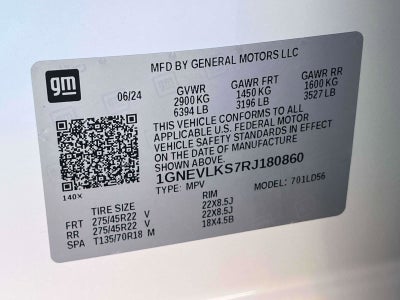 gm
MFD BY GENERAL MOTORS LLC
06/24 GVWR GAWR FRT GAWR RR
2900 KG 1450 KG 1600 KG
6394 LB 3196 LB 3527 LB
THIS VEHICLE CONFORMS TO ALL
APPLICABLE U.S. FEDERAL MOTOR
VEHICLE SAFETY STANDARDS IN EFFECT
ON THE DATE OF MANUFACTURE
SHOWN ABOVE.
1GNEVLKS7RJ180860
140X TYPE: MPV MODEL: 701LD56
TIRE SIZE RIM
FRT 275/45R22 V 22X8.5J
RR 275/45R22 V 22X8.5J
SPA T135/70R18 M 18X4.5B